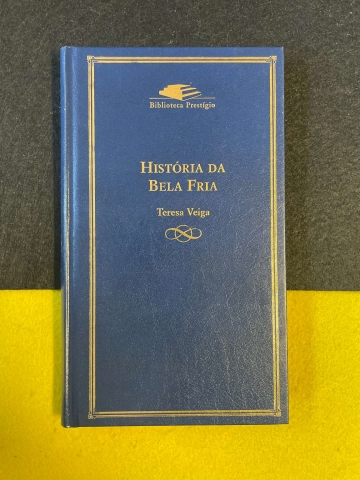 Biblioteca Prestígio
HISTÓRIA DA
BELA FRIA
Teresa Veiga